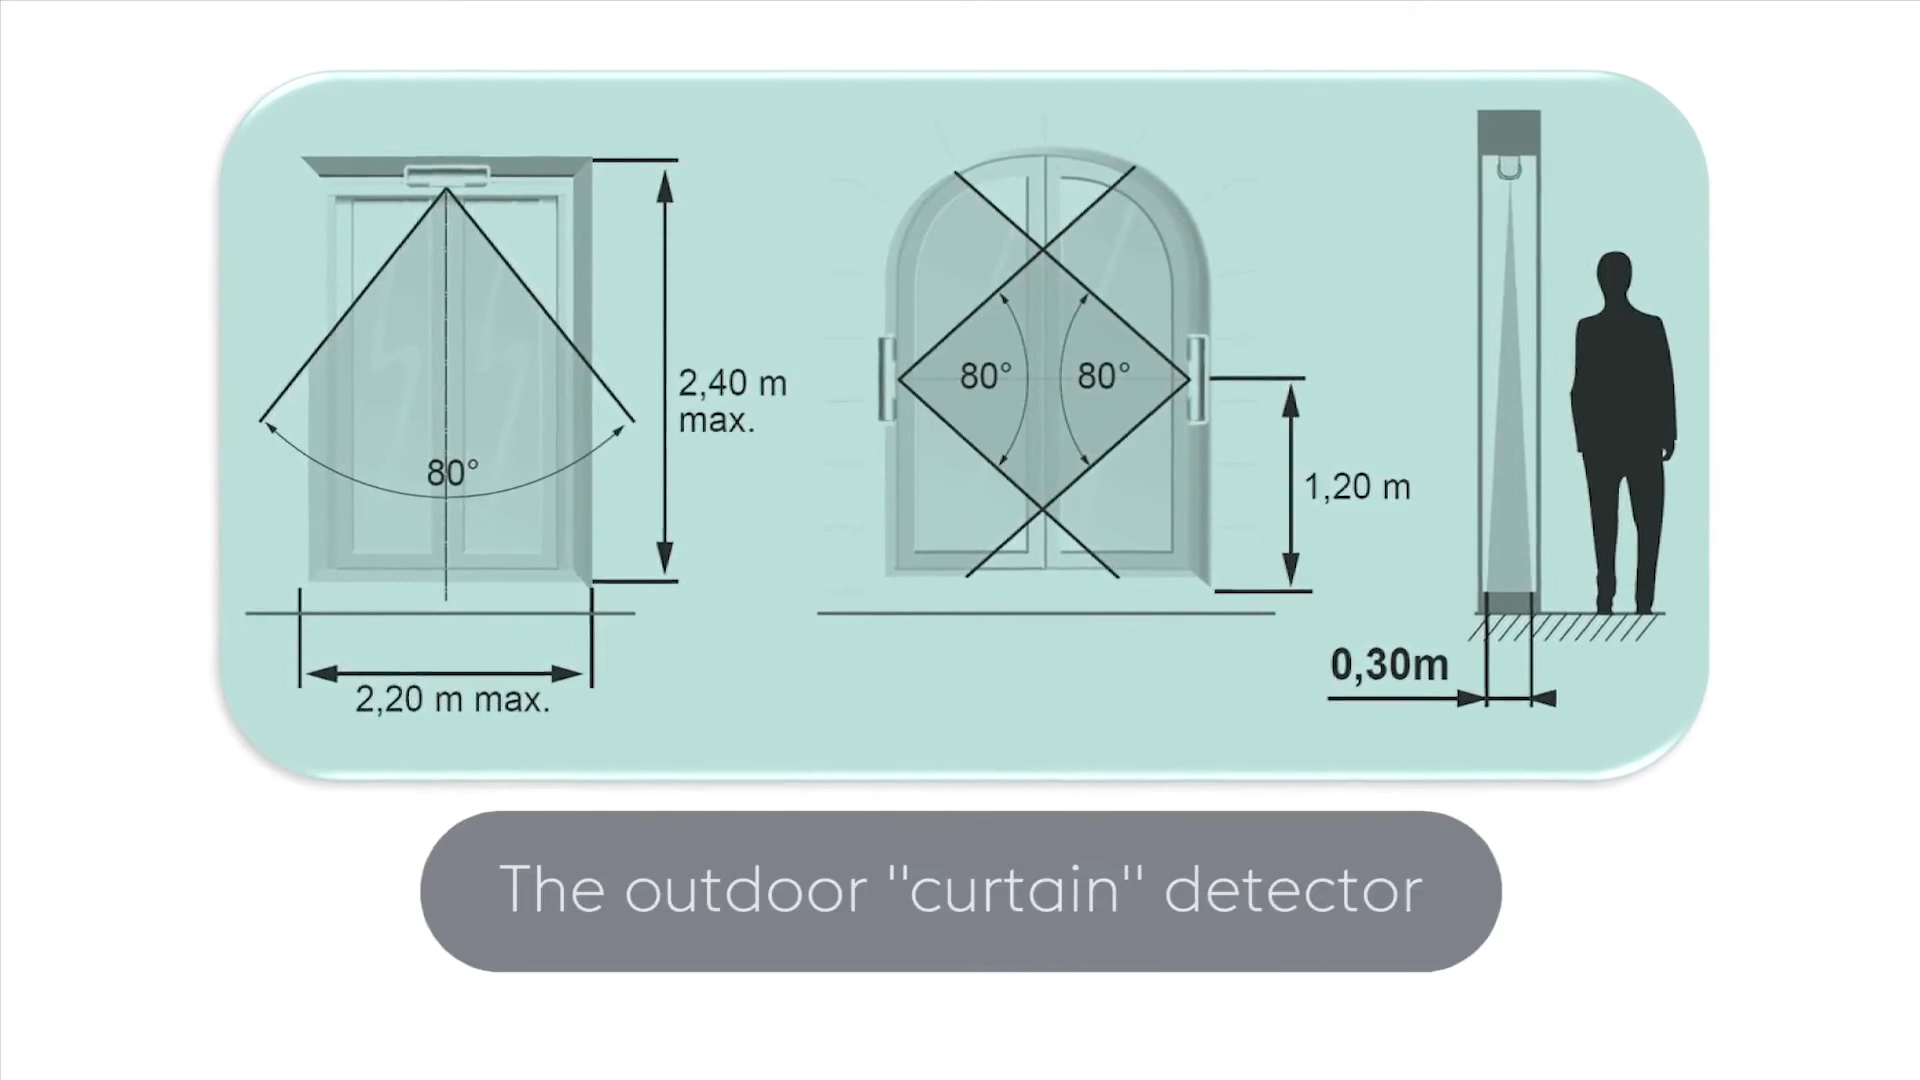 2,40 m
max.
80°
2,20 m max.
80°
80°
1,20 m
0,30m
The outdoor "curtain" detector